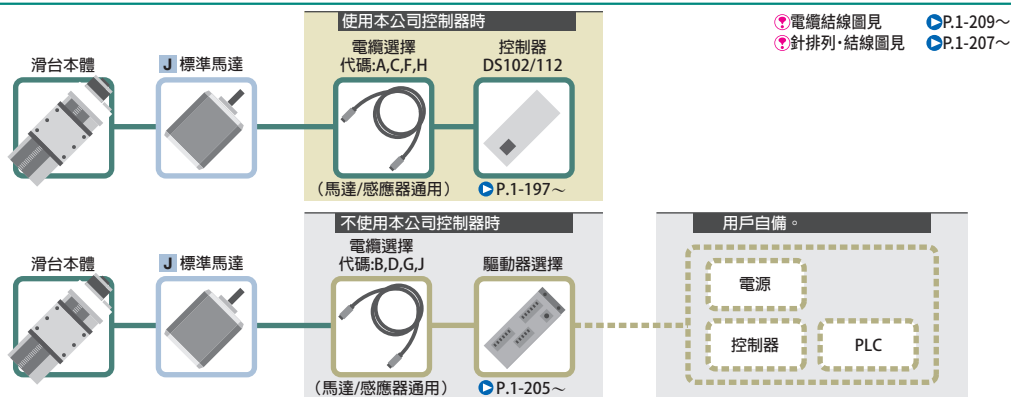 使用本公司控制器時
電纜結線圖見 P.1-209～
針排列･結線圖見 P.1-207～
滑台本體
J 標準馬達
電纜選擇
代碼:A,C,F,H
控制器
DS102/112
（馬達/感應器通用）
P.1-197～
不使用本公司控制器時
用戶自備。
滑台本體
J 標準馬達
電纜選擇
代碼:B,D,G,J
驅動器選擇
電源
控制器
PLC
（馬達/感應器通用）
P.1-205～